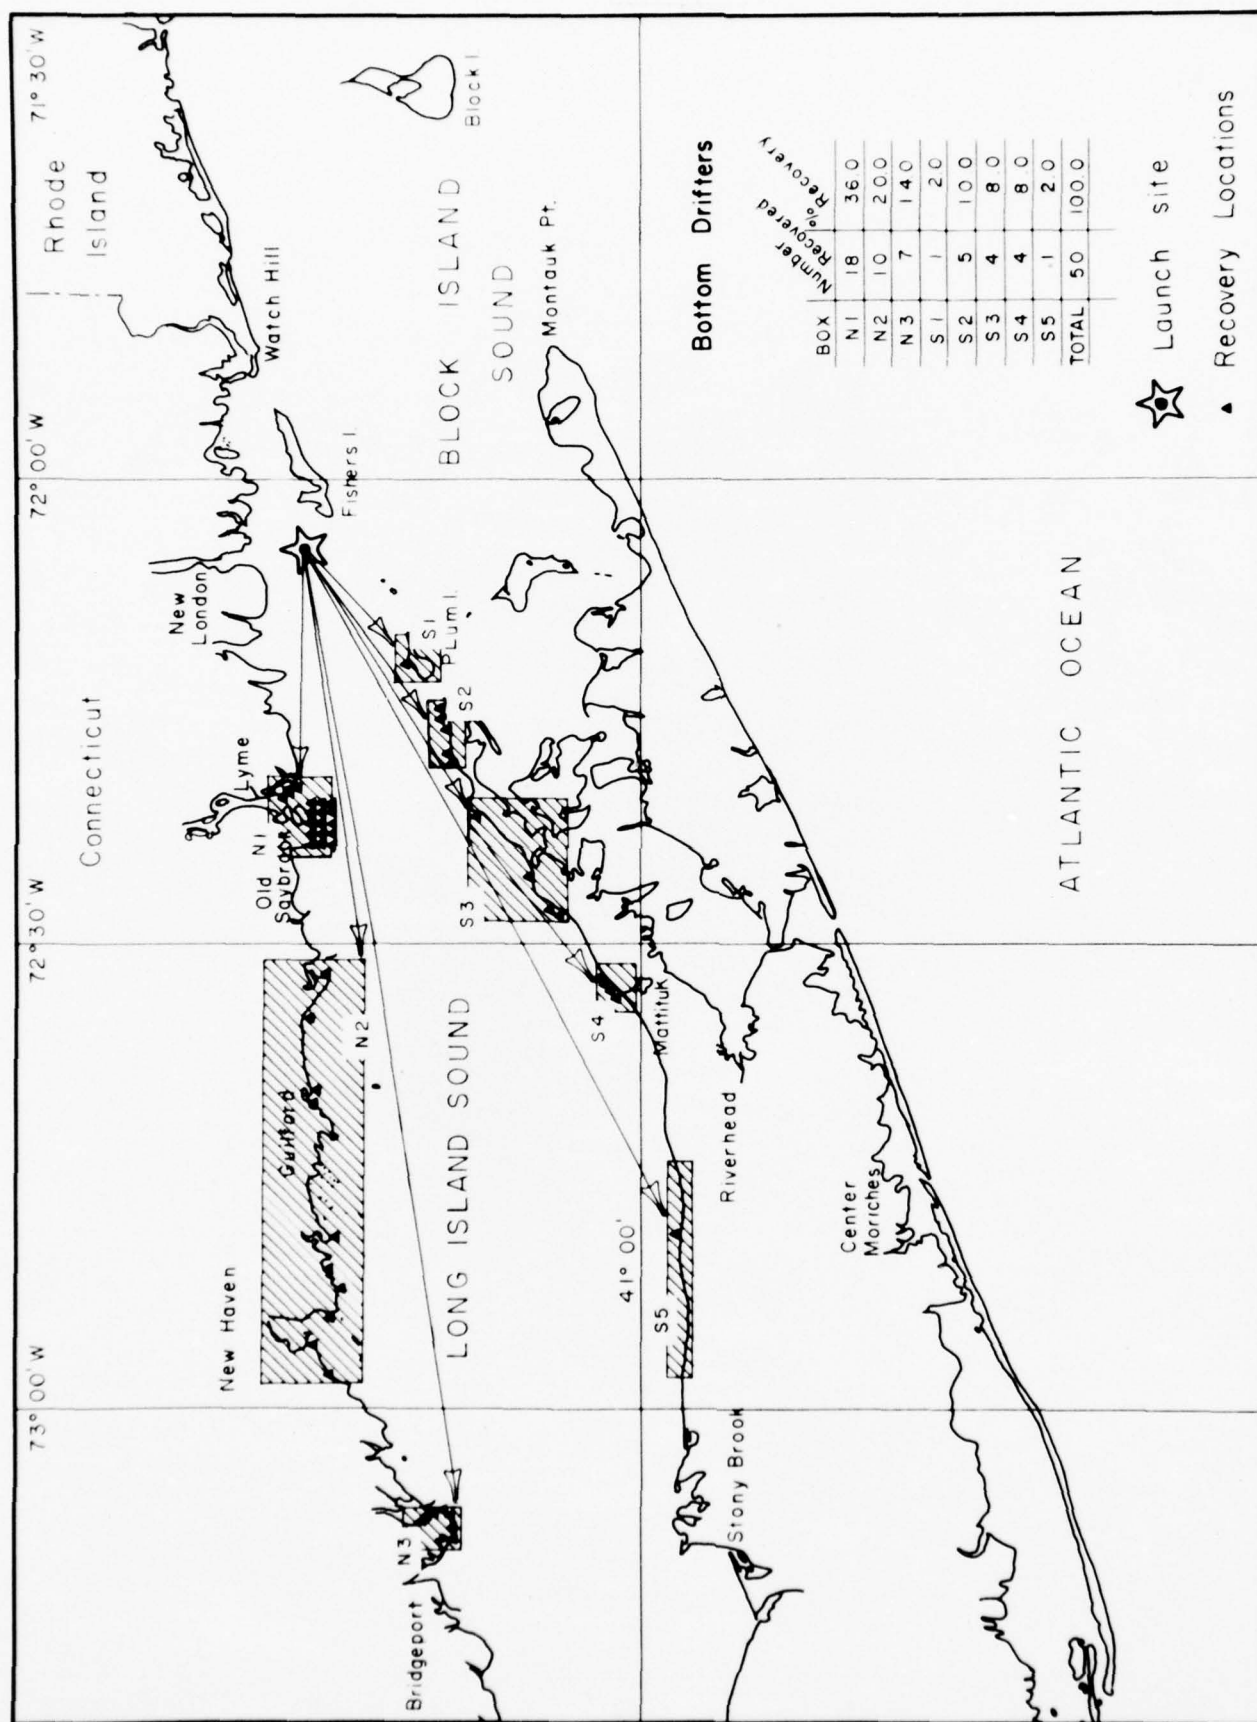 73° 00' W
72° 30' W
72° 00' W
71° 30' W
Connecticut
Rhode
Island
New Haven
Guilford
Old
Saybrook
N1
Lyme
New
London
Watch Hill
Fishers I.
Block I.
N2
Bridgeport
N3
LONG ISLAND SOUND
BLOCK ISLAND
SOUND
S1
PLum I.
S2
S3
S4
Mattituk
Montauk Pt.
41° 00'
S5
Riverhead
Stony Brook
Center
Moriches
ATLANTIC OCEAN
Bottom Drifters
BOX Number Recovered % Recovery
N1 18 36.0
N2 10 20.0
N3 7 14.0
S1 1 2.0
S2 5 10.0
S3 4 8.0
S4 4 8.0
S5 1 2.0
TOTAL 50 100.0
Launch site
Recovery Locations